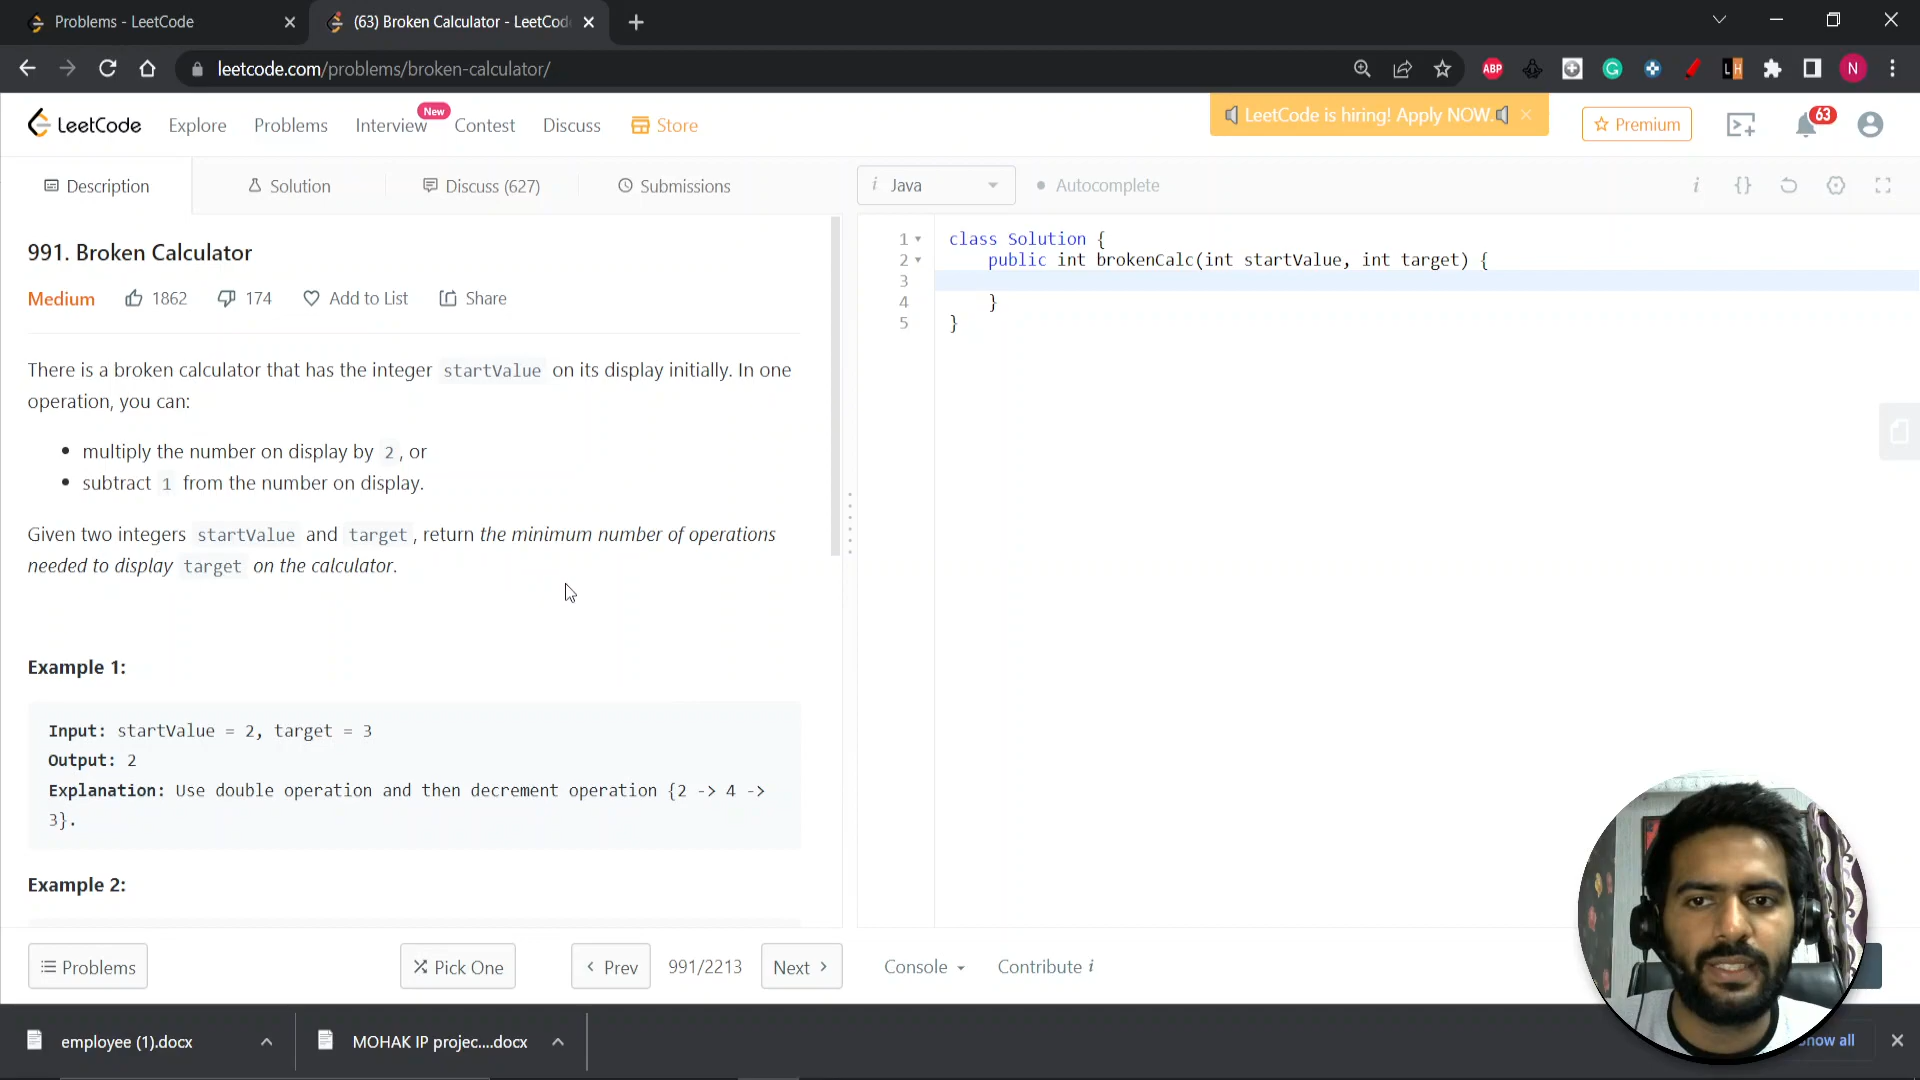 Problems - LeetCode
(63) Broken Calculator - LeetCod
leetcode.com/problems/broken-calculator/
ABP
LH
N
LeetCode
Explore
Problems
Interview
New
Contest
Discuss
Store
LeetCode is hiring! Apply NOW.
Premium
63
Description
Solution
Discuss (627)
Submissions
i Java
Autocomplete
i
{}
991. Broken Calculator
Medium
1862
174
Add to List
Share
There is a broken calculator that has the integer startValue on its display initially. In one
operation, you can:
• multiply the number on display by 2, or
• subtract 1 from the number on display.
Given two integers startValue and target, return the minimum number of operations
needed to display target on the calculator.
Example 1:
Input: startValue = 2, target = 3
Output: 2
Explanation: Use double operation and then decrement operation {2 -> 4 ->
3}.
Example 2:
1 class Solution {
2 public int brokenCalc(int startValue, int target) {
3
4 }
5 }
Problems
Pick One
Prev
991/2213
Next
Console
Contribute i
employee (1).docx
MOHAK IP projec....docx
Show all